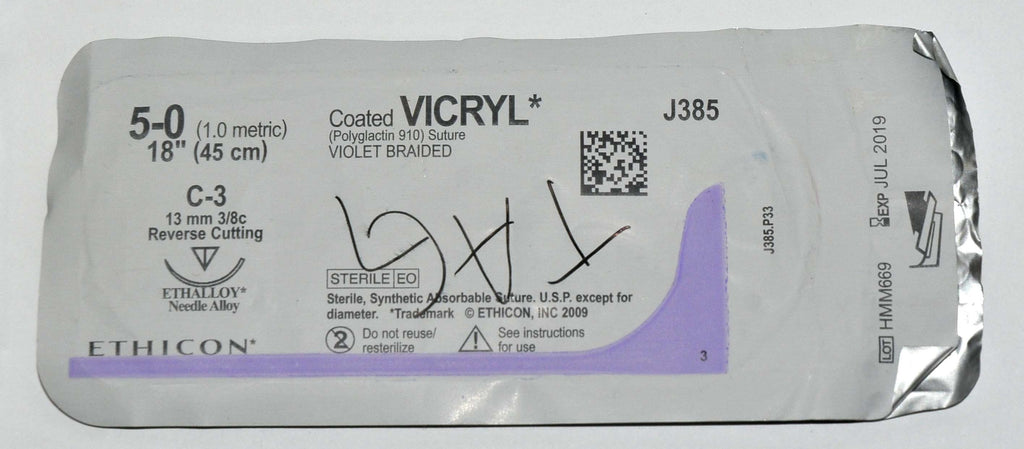 5-0 (1.0 metric)
18" (45 cm)
C-3
13 mm 3/8c
Reverse Cutting
ETHALLOY*
Needle Alloy
ETHICON*
Coated VICRYL*
(Polyglactin 910) Suture
VIOLET BRAIDED
STERILE EO
Sterile, Synthetic Absorbable Suture. U.S.P. except for
diameter. *Trademark © ETHICON, INC 2009
2 Do not reuse/
resterilize
! See instructions
for use
J385
3
J385.P33
LOT HMM669
EXP JUL 2019